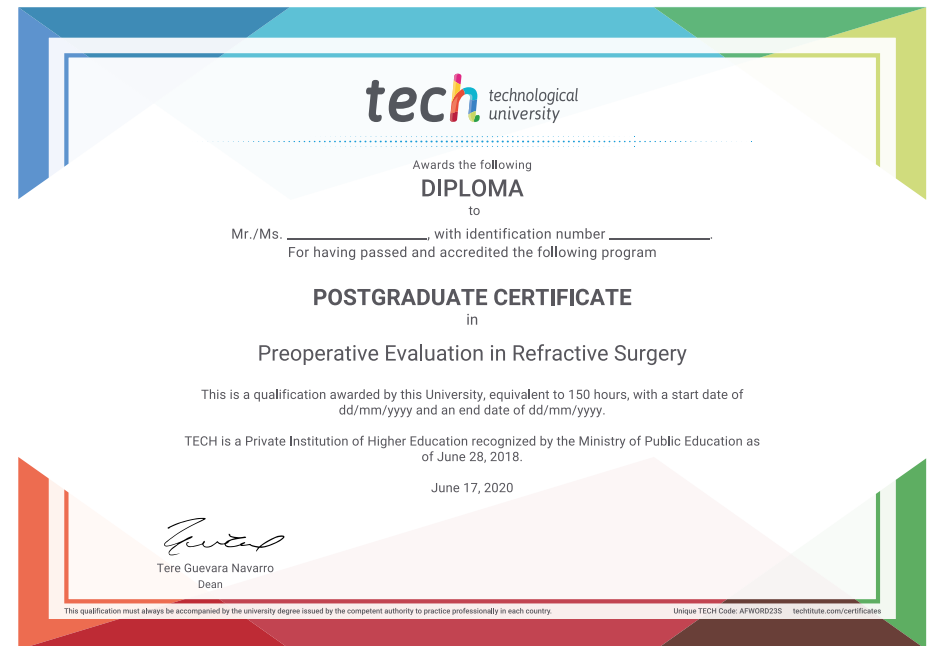 tech technological
university
Awards the following
DIPLOMA
to
Mr./Ms. ____________________, with identification number ______________.
For having passed and accredited the following program
POSTGRADUATE CERTIFICATE
in
Preoperative Evaluation in Refractive Surgery
This is a qualification awarded by this University, equivalent to 150 hours, with a start date of
dd/mm/yyyy and an end date of dd/mm/yyyy.
TECH is a Private Institution of Higher Education recognized by the Ministry of Public Education as
of June 28, 2018.
June 17, 2020
Tere Guevara Navarro
Dean
This qualification must always be accompanied by the university degree issued by the competent authority to practice professionally in each country.
Unique TECH Code: AFWORD23S techtitute.com/certificates